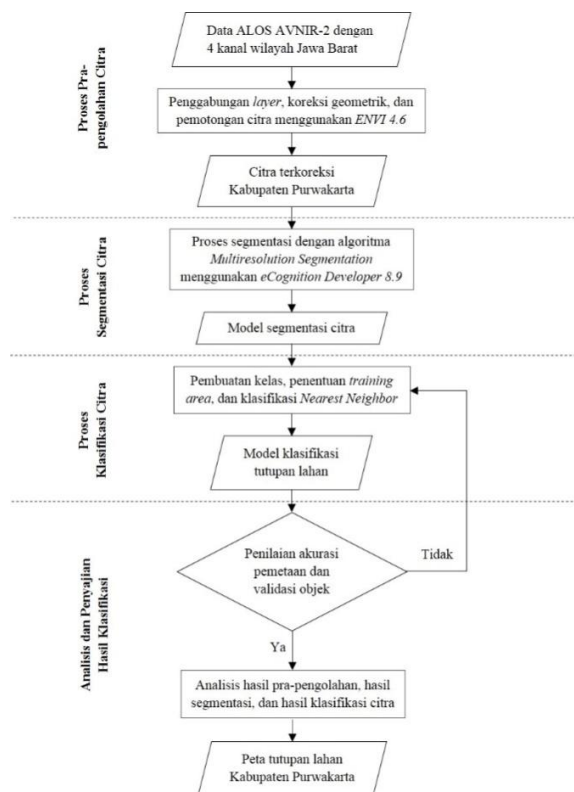 Proses Pra-
pengolahan Citra
Data ALOS AVNIR-2 dengan
4 kanal wilayah Jawa Barat
Penggabungan layer, koreksi geometrik, dan
pemotongan citra menggunakan ENVI 4.6
Citra terkoreksi
Kabupaten Purwakarta
Proses
Segmentasi Citra
Proses segmentasi dengan algoritma
Multiresolution Segmentation
menggunakan eCognition Developer 8.9
Model segmentasi citra
Proses
Klasifikasi Citra
Pembuatan kelas, penentuan training
area, dan klasifikasi Nearest Neighbor
Model klasifikasi
tutupan lahan
Analisis dan Penyajian
Hasil Klasifikasi
Penilaian akurasi
pemetaan dan
validasi objek
Tidak
Ya
Analisis hasil pra-pengolahan, hasil
segmentasi, dan hasil klasifikasi citra
Peta tutupan lahan
Kabupaten Purwakarta